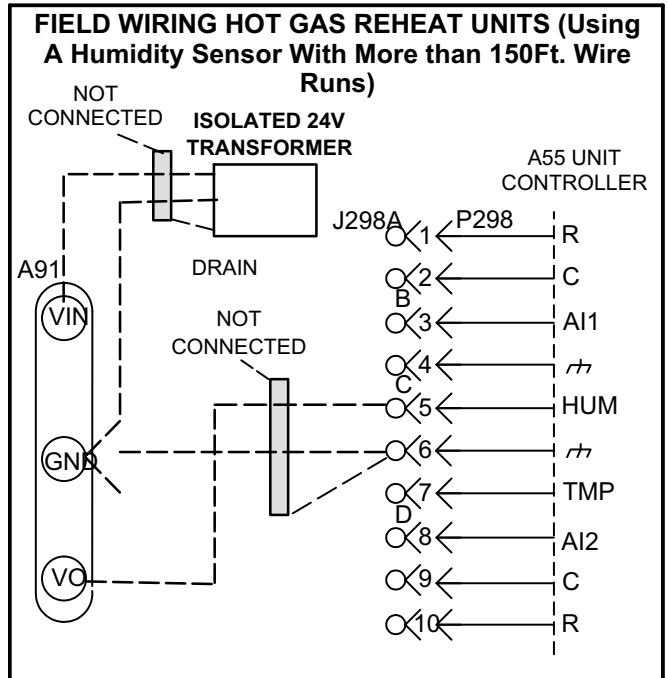 FIELD WIRING HOT GAS REHEAT UNITS (Using
A Humidity Sensor With More than 150Ft. Wire
Runs)
NOT
CONNECTED
ISOLATED 24V
TRANSFORMER
A55 UNIT
CONTROLLER
J298A
P298
1
R
A91
DRAIN
2
C
B
VIN
NOT
CONNECTED
3
AI1
4
C
5
HUM
GND
6
7
TMP
D
8
AI2
VO
9
C
10
R